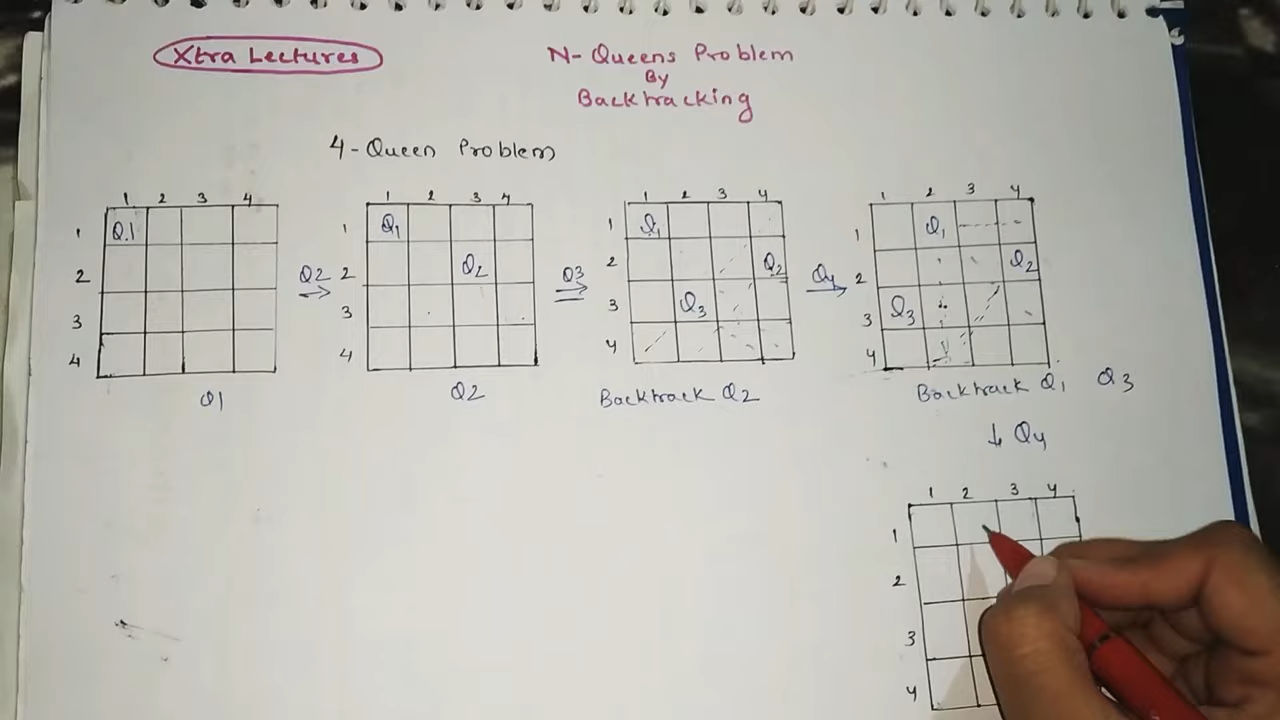 Xtra Lectures
N-Queens Problem
By
Backtracking
4-Queen Problem
1 2 3 4
1 Q1
2
3
4
Q1
Q2
1 2 3 4
1 Q1
2 Q2
3
4
Q2
Q3
1 2 3 4
1 Q1
2 Q2
3 Q3
4
Backtrack Q2
Q4
1 2 3 4
1 Q1
2 Q2
3 Q3
4
Backtrack Q1 Q3
Q4
1 2 3 4
1
2
3
4